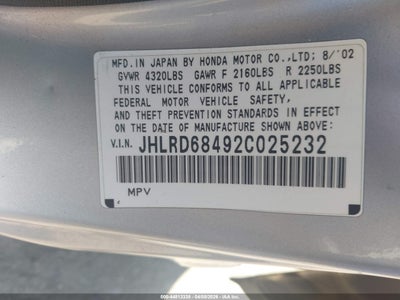 MFD.IN JAPAN BY HONDA MOTOR CO.,LTD; 8/'02
GVWR 4320LBS GAWR F 2160LBS R 2250LBS
THIS VEHICLE CONFORMS TO ALL APPLICABLE
FEDERAL MOTOR VEHICLE SAFETY,
AND THEFT PREVENTION STANDARDS
IN EFFECT ON THE DATE OF
MANUFACTURE SHOWN ABOVE:
V.I.N. JHLRD68492C025232
MPV